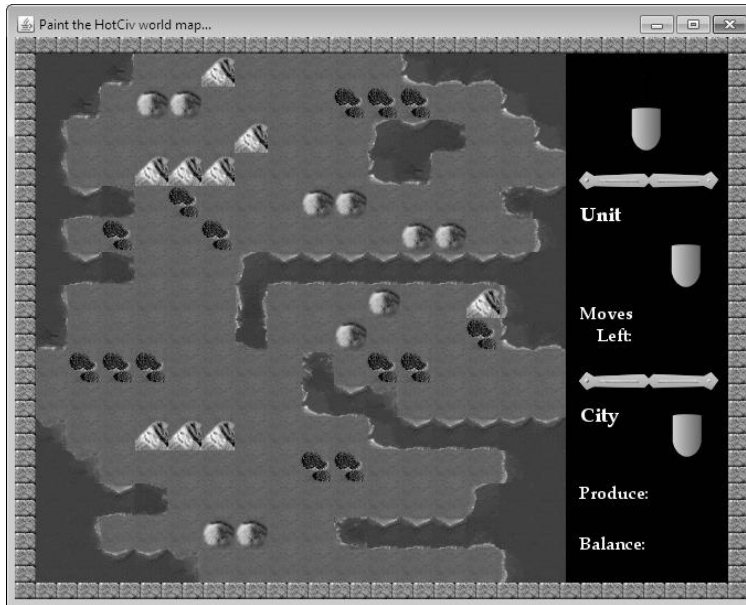 Paint the HotCiv world map...
Unit
Moves
Left:
City
Produce:
Balance: